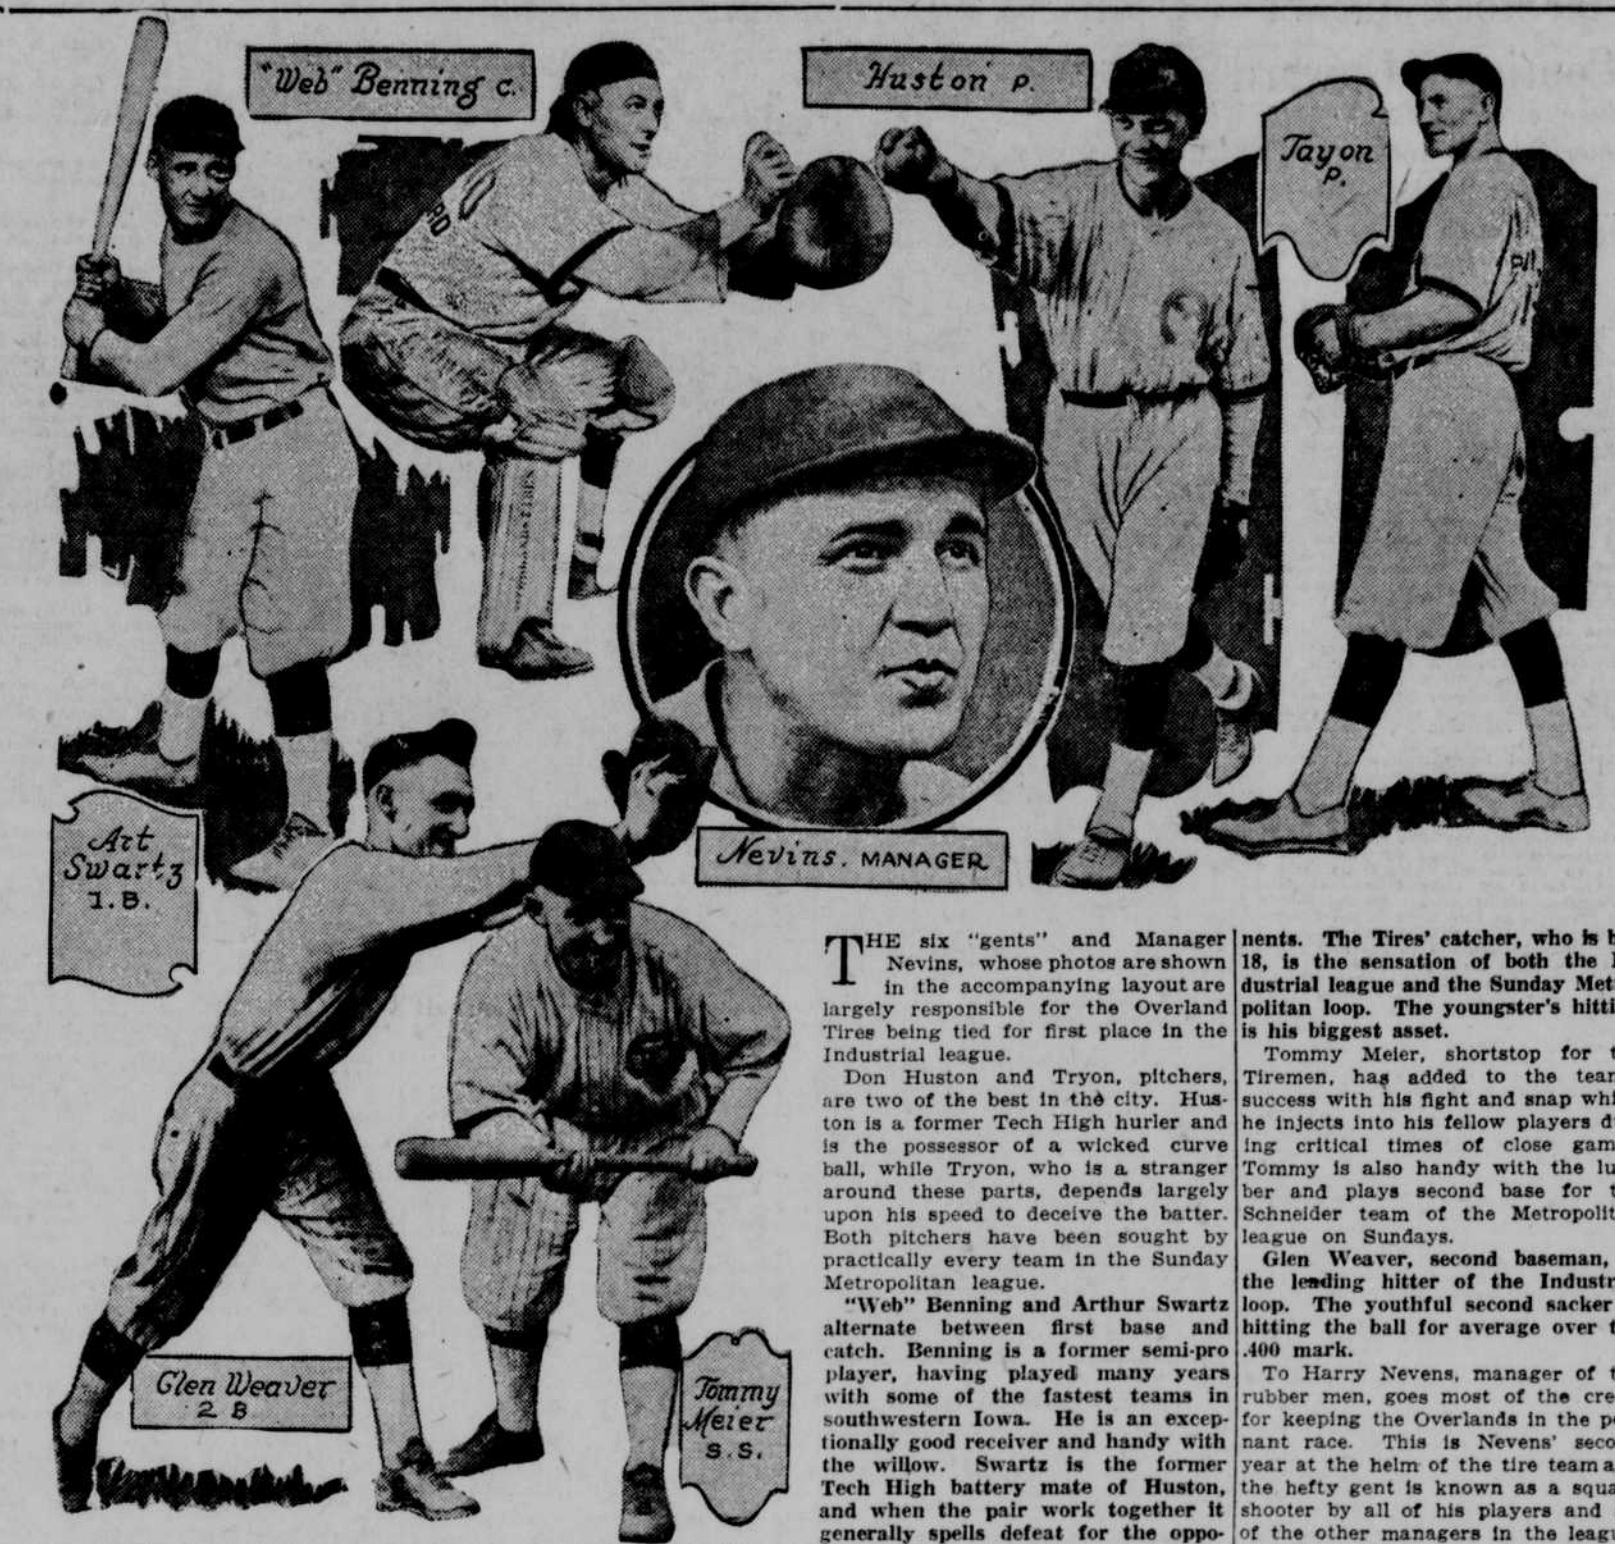 "Web" Benning C.
Huston P.
Tayon
P.
Art
Swartz
1.B.
Nevins. MANAGER
Glen Weaver
2 B
Tommy
Meier
S.S.
THE six "gents" and Manager
Nevins, whose photos are shown
in the accompanying layout are
largely responsible for the Overland
Tires being tied for first place in the
Industrial league.
Don Huston and Tryon, pitchers,
are two of the best in the city. Hus-
ton is a former Tech High hurler and
is the possessor of a wicked curve
ball, while Tryon, who is a stranger
around these parts, depends largely
upon his speed to deceive the batter.
Both pitchers have been sought by
practically every team in the Sunday
Metropolitan league.
"Web" Benning and Arthur Swartz
alternate between first base and
catch. Benning is a former semi-pro
player, having played many years
with some of the fastest teams in
southwestern Iowa. He is an excep-
tionally good receiver and handy with
the willow. Swartz is the former
Tech High battery mate of Huston,
and when the pair work together it
generally spells defeat for the oppo-
nents. The Tires' catcher, who is
18, is the sensation of both the
dustrial league and the Sunday Met
politan loop. The youngster's hitti
is his biggest asset.
Tommy Meier, shortstop for
Tiremen, has added to the team
success with his fight and snap whi
he injects into his fellow players d
ing critical times of close gam
Tommy is also handy with the lu
ber and plays second base for
Schneider team of the Metropolit
league on Sundays.
Glen Weaver, second baseman,
the leading hitter of the Industr
loop. The youthful second sacker
hitting the ball for average over
.400 mark.
To Harry Nevens, manager of
rubber men, goes most of the cre
for keeping the Overlands in the pe
nant race. This is Nevens' seco
year at the helm of the tire team a
the hefty gent is known as a squa
shooter by all of his players and
of the other managers in the leagu